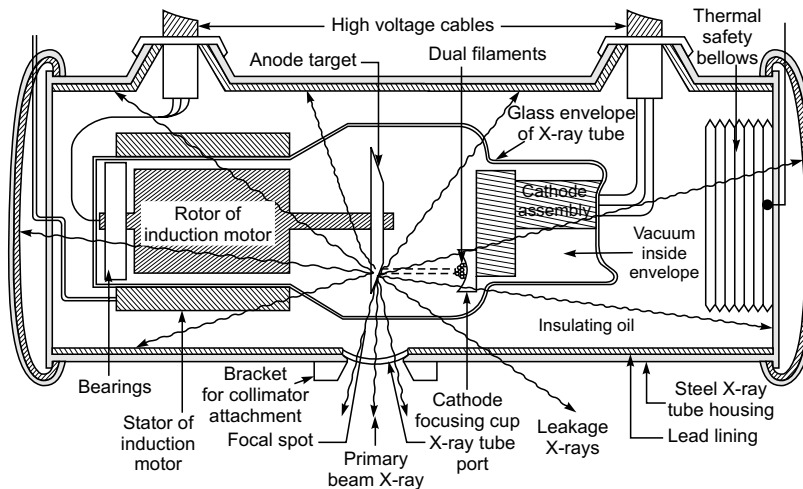 High voltage cables
Thermal
safety
bellows
Anode target
Dual filaments
Glass envelope
of X-ray tube
Cathode
assembly
Rotor of
induction motor
Vacuum
inside
envelope
Insulating oil
Bearings
Bracket
for collimator
attachment
Stator of
induction
motor
Focal spot
Primary
beam X-ray
Cathode
focusing cup
X-ray tube
port
Leakage
X-rays
Steel X-ray
tube housing
Lead lining